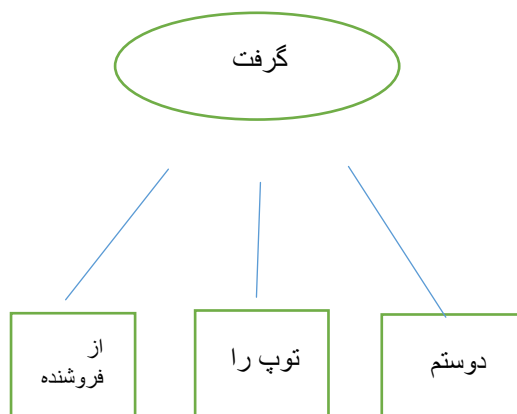 گرفت
دوستم
توپ را
از
فروشنده